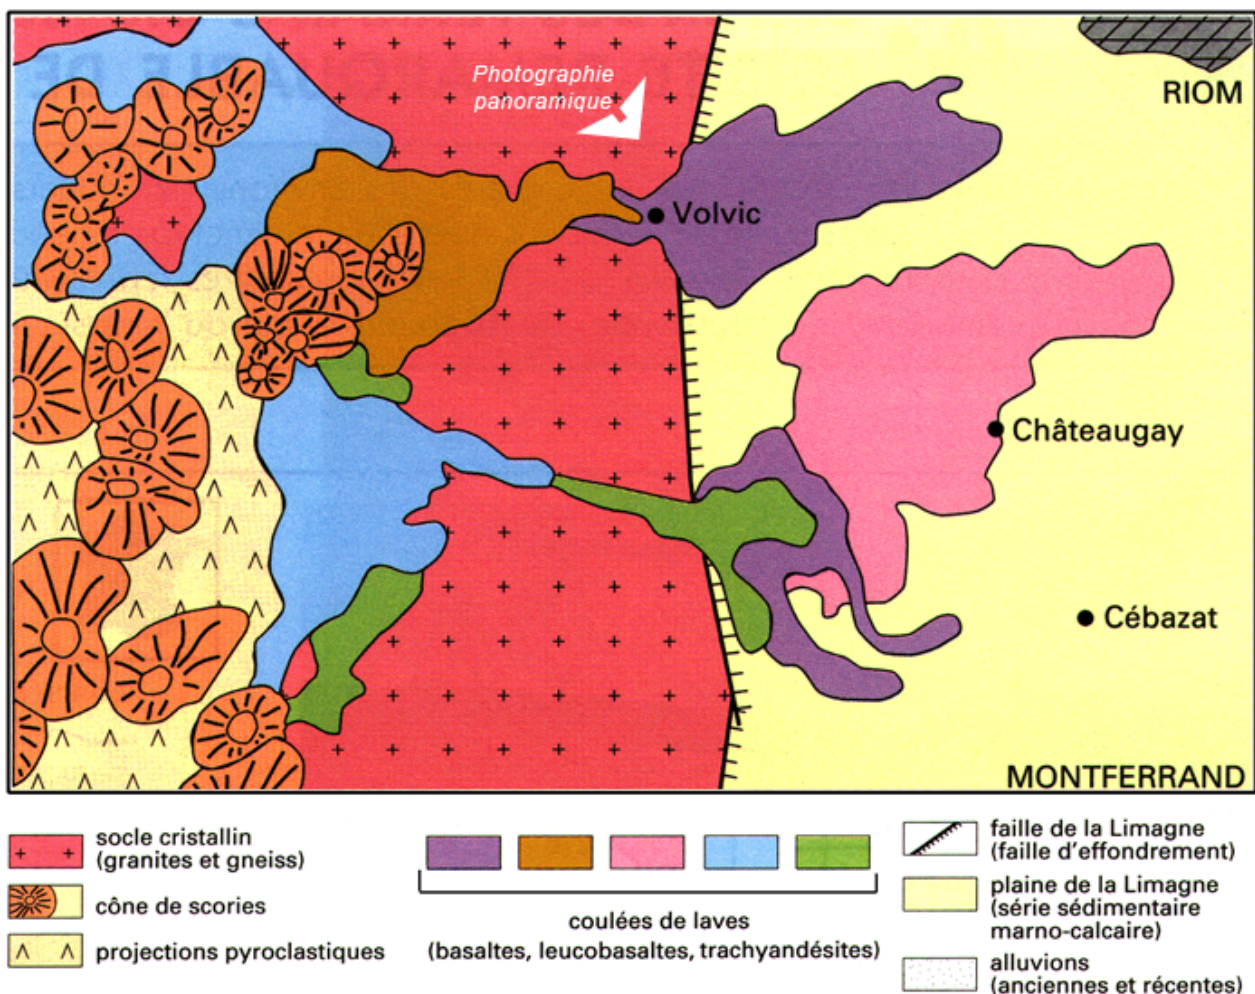 Photographie
panoramique
RIOM
Volvic
Châteaugay
Cébazat
MONTFERRAND
socle cristallin
(granites et gneiss)
cône de scories
projections pyroclastiques
coulées de laves
(basaltes, leucobasaltes, trachyandésites)
faille de la Limagne
(faille d'effondrement)
plaine de la Limagne
(série sédimentaire
marno-calcaire)
alluvions
(anciennes et récentes)